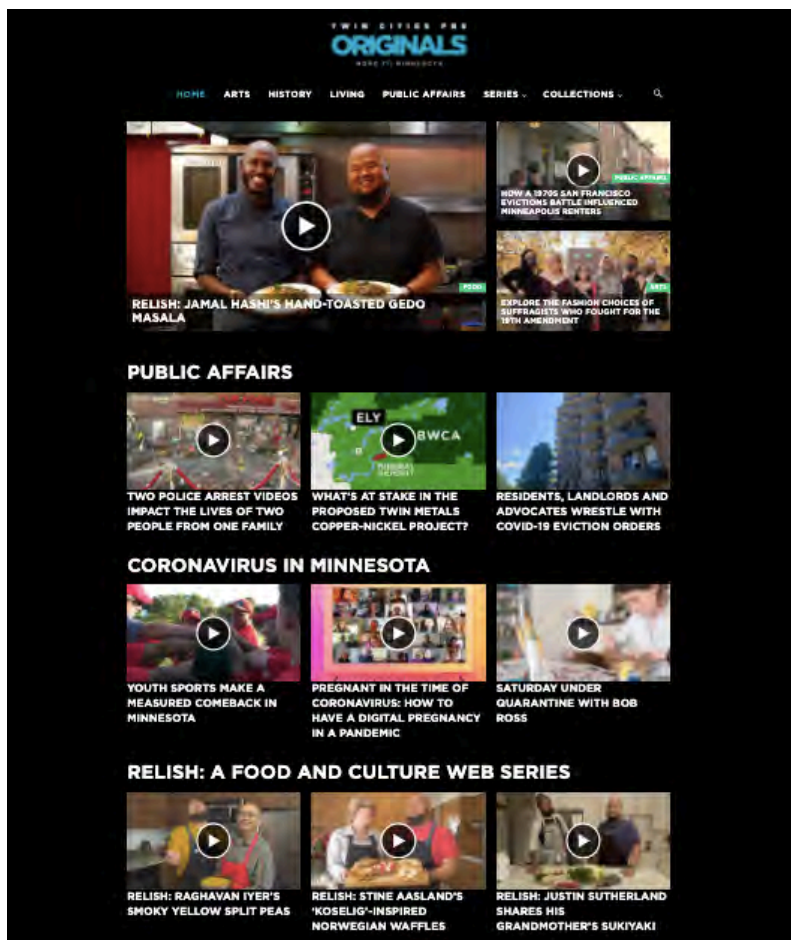 TWIN CITIES PBS
ORIGINALS
MADE IN MINNESOTA
HOME ARTS HISTORY LIVING PUBLIC AFFAIRS SERIES COLLECTIONS
FOOD
RELISH: JAMAL HASHI'S HAND-TOASTED GEDO
MASALA
PUBLIC AFFAIRS
HOW A 1970S SAN FRANCISCO
EVICTIONS BATTLE INFLUENCED
MINNEAPOLIS RENTERS
ARTS
EXPLORE THE FASHION CHOICES OF
SUFFRAGISTS WHO FOUGHT FOR THE
19TH AMENDMENT
PUBLIC AFFAIRS
TWO POLICE ARREST VIDEOS
IMPACT THE LIVES OF TWO
PEOPLE FROM ONE FAMILY
ELY
BWCA
WHAT'S AT STAKE IN THE
PROPOSED TWIN METALS
COPPER-NICKEL PROJECT?
RESIDENTS, LANDLORDS AND
ADVOCATES WRESTLE WITH
COVID-19 EVICTION ORDERS
CORONAVIRUS IN MINNESOTA
YOUTH SPORTS MAKE A
MEASURED COMEBACK IN
MINNESOTA
PREGNANT IN THE TIME OF
CORONAVIRUS: HOW TO
HAVE A DIGITAL PREGNANCY
IN A PANDEMIC
SATURDAY UNDER
QUARANTINE WITH BOB
ROSS
RELISH: A FOOD AND CULTURE WEB SERIES
RELISH: RAGHAVAN IYER'S
SMOKY YELLOW SPLIT PEAS
RELISH: STINE AASLAND'S
'KOSELIG'-INSPIRED
NORWEGIAN WAFFLES
RELISH: JUSTIN SUTHERLAND
SHARES HIS
GRANDMOTHER'S SUKIYAKI